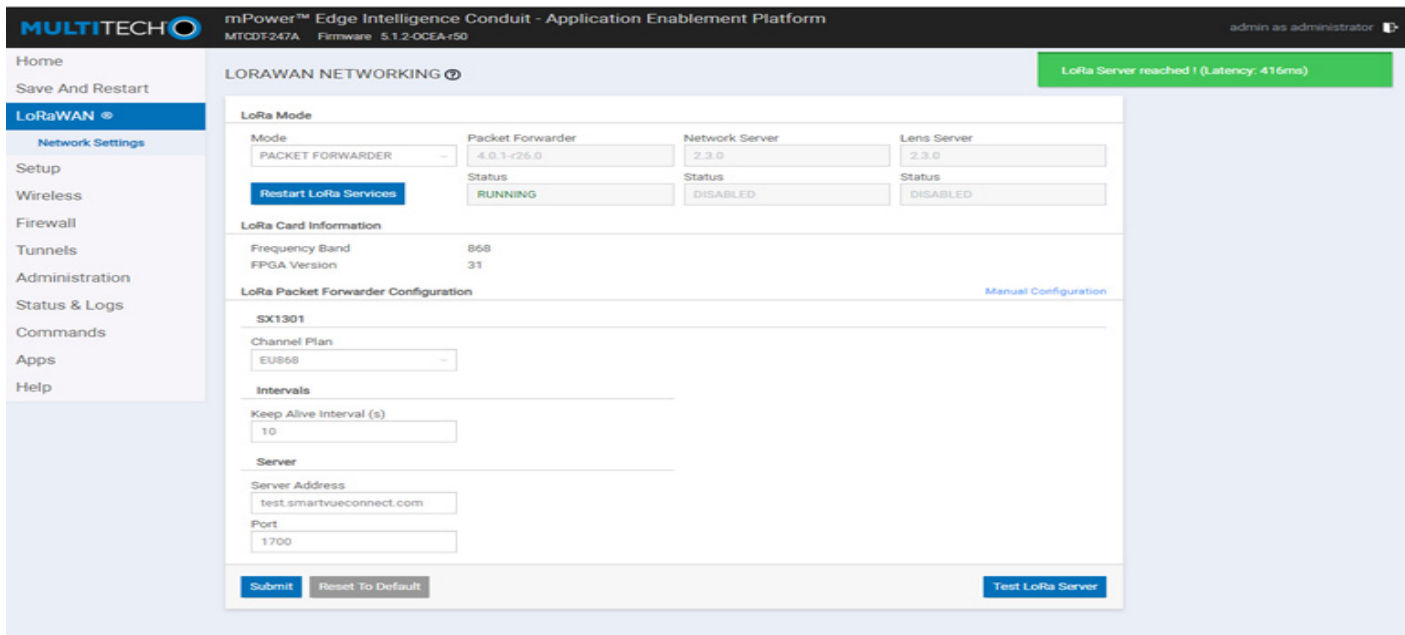 MULTITECH
mPower™ Edge Intelligence Conduit - Application Enablement Platform
MTCDT-247A Firmware 5.1.2-OCEA-r50
admin as administrator
Home
Save And Restart
LoRaWAN ®
Network Settings
Setup
Wireless
Firewall
Tunnels
Administration
Status & Logs
Commands
Apps
Help
LORAWAN NETWORKING
LoRa Server reached ! (Latency: 416ms)
LoRa Mode
Mode Packet Forwarder Network Server Lens Server
PACKET FORWARDER 4.0.1-r26.0 2.3.0 2.3.0
Status Status Status
Restart LoRa Services RUNNING DISABLED DISABLED
LoRa Card Information
Frequency Band 868
FPGA Version 31
LoRa Packet Forwarder Configuration Manual Configuration
SX1301
Channel Plan
EU868
Intervals
Keep Alive Interval (s)
10
Server
Server Address
test.smartvueconnect.com
Port
1700
Submit Reset To Default Test LoRa Server